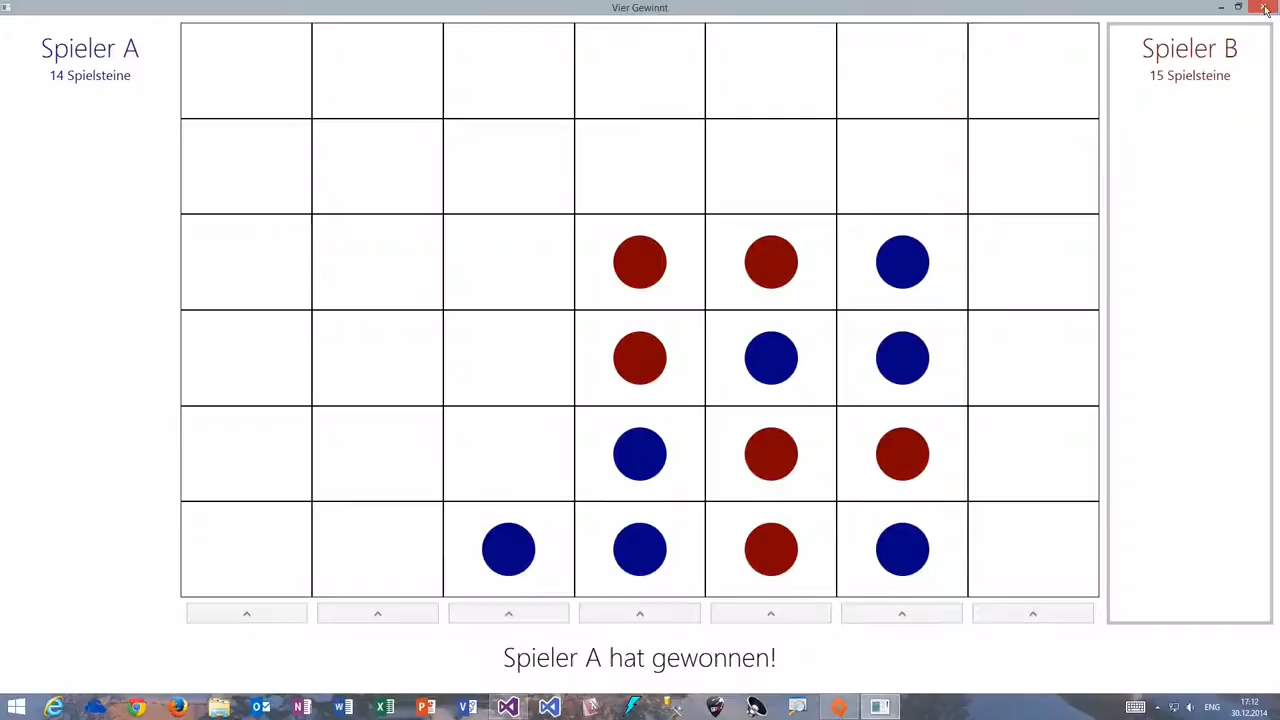 Vier Gewinnt
Spieler A
14 Spielsteine
Spieler B
15 Spielsteine
Spieler A hat gewonnen!
ENG
17:12
30.12.2014